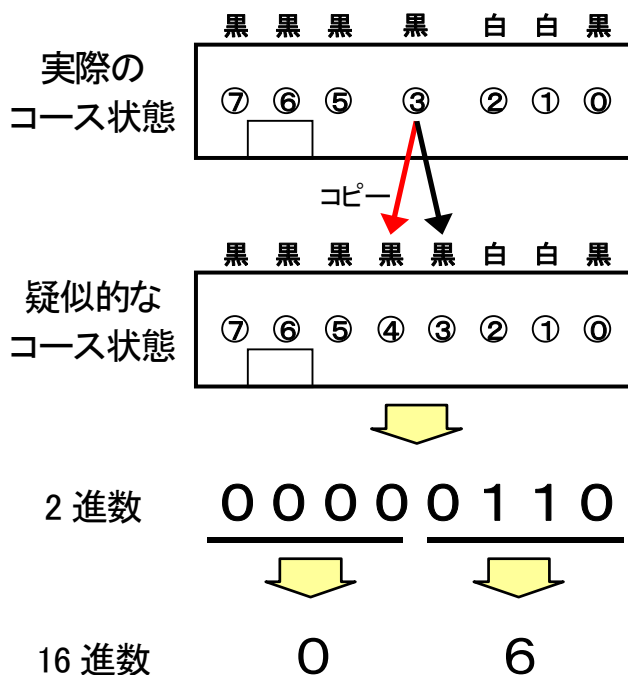 黒 黒 黒 黒 白 白 黒
実際の
コース状態
⑦ ⑥ ⑤ ③ ② ① ⓪
コピー
黒 黒 黒 黒 黒 白 白 黒
疑似的な
コース状態
⑦ ⑥ ⑤ ④ ③ ② ① ⓪
2 進数 0 0 0 0 0 1 1 0
16 進数 0 6